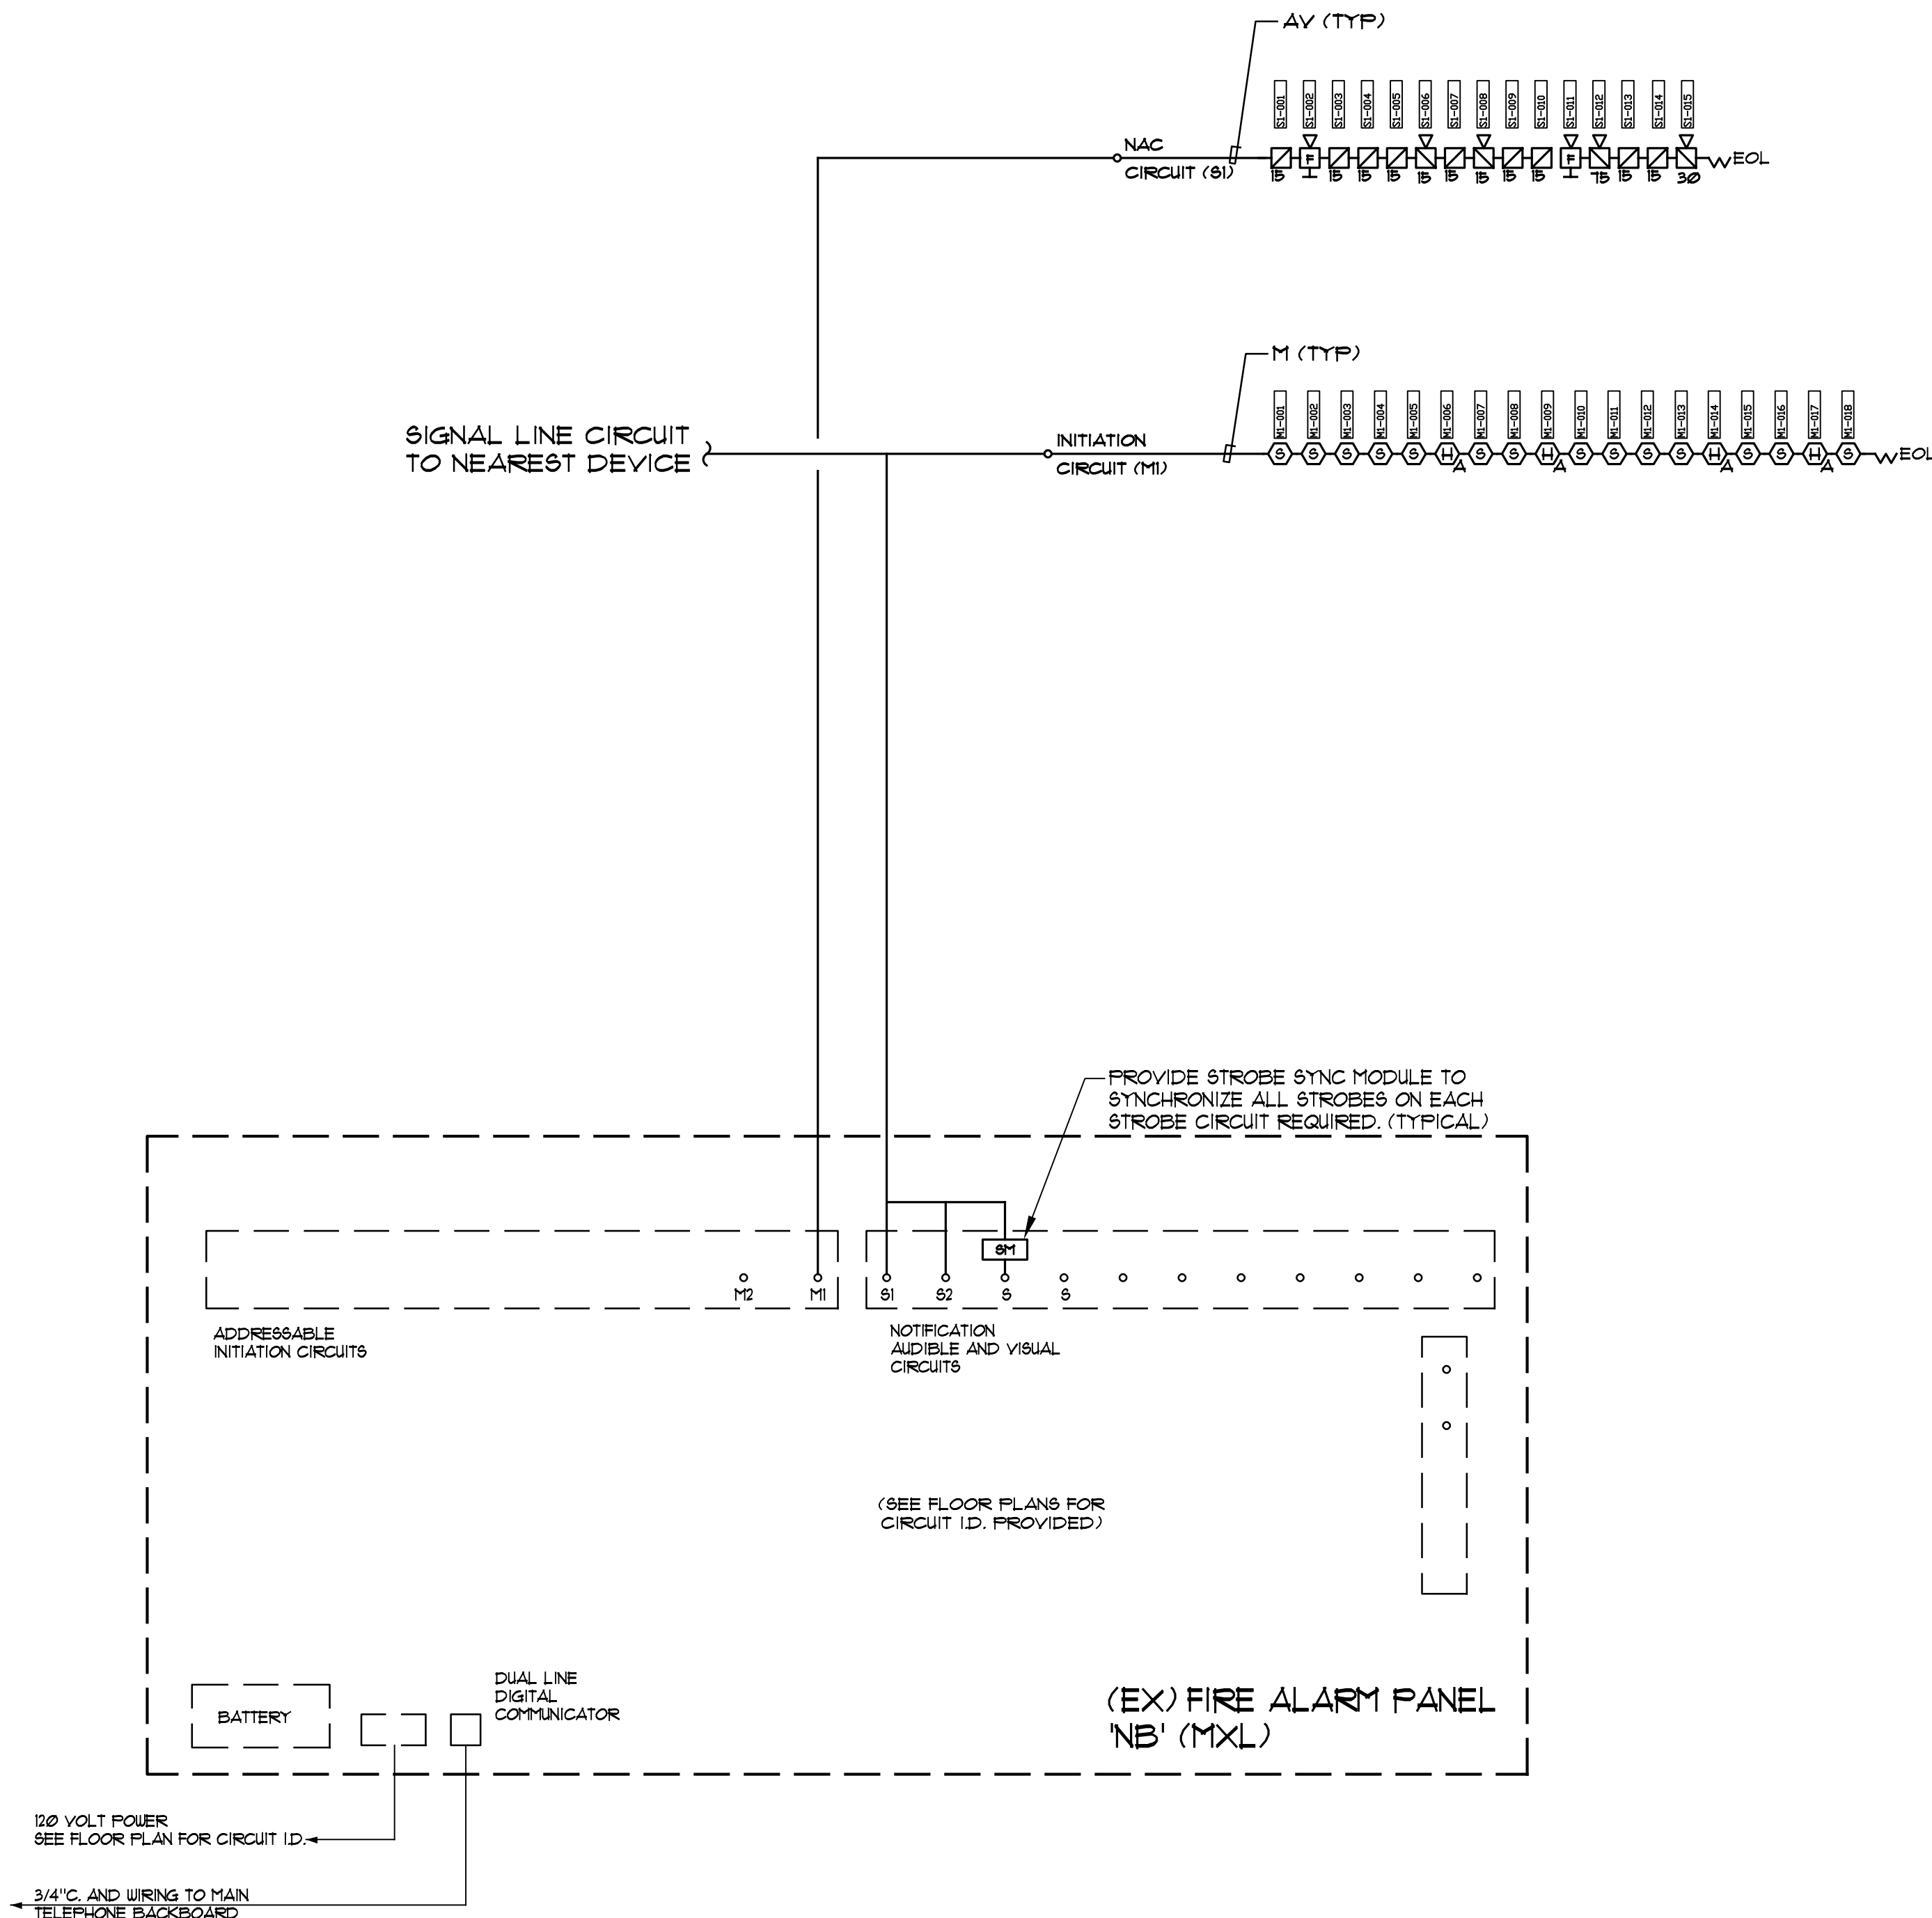 AV (TYP)
S1-001 S1-002 S1-003 S1-004 S1-005 S1-006 S1-007 S1-008 S1-009 S1-010 S1-011 S1-012 S1-013 S1-014 S1-015
NAC
CIRCUIT (S1)
F F
EOL
15 I 15 15 15 15 15 15 15 15 I 75 15 15 30
M (TYP)
M1-001 M1-002 M1-003 M1-004 M1-005 M1-006 M1-007 M1-008 M1-009 M1-010 M1-011 M1-012 M1-013 M1-014 M1-015 M1-016 M1-017 M1-018
SIGNAL LINE CIRCUIT
TO NEAREST DEVICE
INITIATION
CIRCUIT (M1)
S S S S S H S S H S S S S H S S H S EOL
A A A A
PROVIDE STROBE SYNC MODULE TO
SYNCHRONIZE ALL STROBES ON EACH
STROBE CIRCUIT REQUIRED. (TYPICAL)
SM
M2 M1 S1 S2 S S
ADDRESSABLE
INITIATION CIRCUITS
NOTIFICATION
AUDIBLE AND VISUAL
CIRCUITS
(SEE FLOOR PLANS FOR
CIRCUIT I.D. PROVIDED)
BATTERY
DUAL LINE
DIGITAL
COMMUNICATOR
(EX) FIRE ALARM PANEL
'NB' (MXL)
120 VOLT POWER
SEE FLOOR PLAN FOR CIRCUIT I.D.
3/4"C. AND WIRING TO MAIN
TELEPHONE BACKBOARD